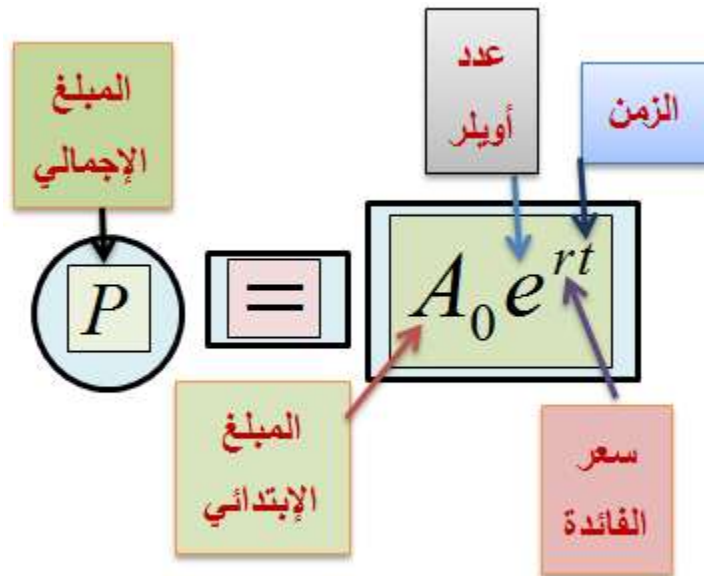 عدد
أويلر
الزمن
المبلغ
الإجمالي
P = A₀eʳᵗ
المبلغ
الإبتدائي
سعر
الفائدة